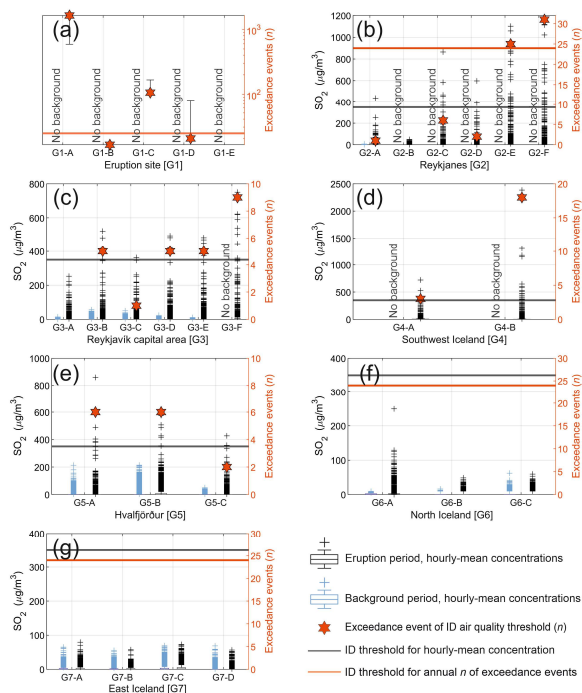 (a)
No background
No background
No background
No background
No background
10³
10²
Exceedance events (n)
G1-A G1-B G1-C G1-D G1-E
Eruption site [G1]
(b)
SO₂ (μg/m³)
1200
1000
800
600
400
200
0
No background
No background
30
25
20
15
10
5
0
Exceedance events (n)
G2-A G2-B G2-C G2-D G2-E G2-F
Reykjanes [G2]
(c)
SO₂ (μg/m³)
800
600
400
200
0
No background
10
8
6
4
2
0
Exceedance events (n)
G3-A G3-B G3-C G3-D G3-E G3-F
Reykjavík capital area [G3]
(d)
SO₂ (μg/m³)
2500
2000
1500
1000
500
0
No background
No background
20
15
10
5
0
Exceedance events (n)
G4-A G4-B
Southwest Iceland [G4]
(e)
SO₂ (μg/m³)
1000
800
600
400
200
0
10
8
6
4
2
0
Exceedance events (n)
G5-A G5-B G5-C
Hvalfjörður [G5]
(f)
SO₂ (μg/m³)
400
300
200
100
0
30
25
20
15
10
5
0
Exceedance events (n)
G6-A G6-B G6-C
North Iceland [G6]
(g)
SO₂ (μg/m³)
400
300
200
100
0
30
25
20
15
10
5
0
Exceedance events (n)
G7-A G7-B G7-C G7-D
East Iceland [G7]
Eruption period, hourly-mean concentrations
Background period, hourly-mean concentrations
Exceedance event of ID air quality threshold (n)
ID threshold for hourly-mean concentration
ID threshold for annual n of exceedance events